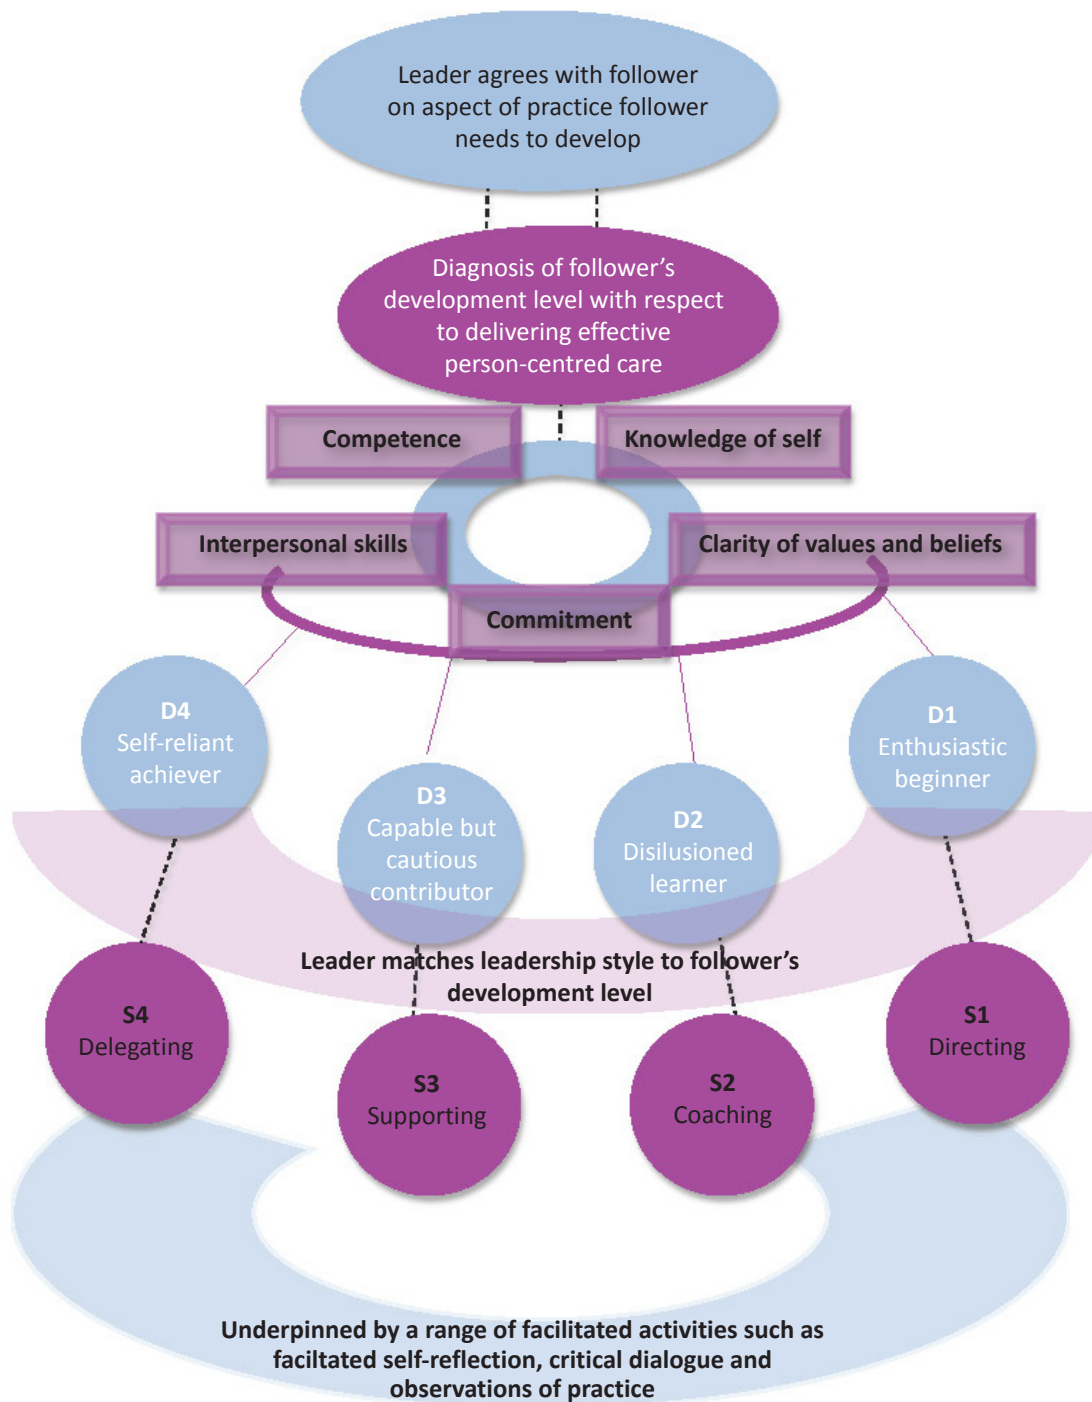 Leader agrees with follower
on aspect of practice follower
needs to develop
Diagnosis of follower’s
development level with respect
to delivering effective
person-centred care
Competence
Knowledge of self
Interpersonal skills
Clarity of values and beliefs
Commitment
D4
Self-reliant
achiever
D3
Capable but
cautious
contributor
D2
Disilusioned
learner
D1
Enthusiastic
beginner
Leader matches leadership style to follower’s
development level
S4
Delegating
S3
Supporting
S2
Coaching
S1
Directing
Underpinned by a range of facilitated activities such as
faciltated self-reflection, critical dialogue and
observations of practice